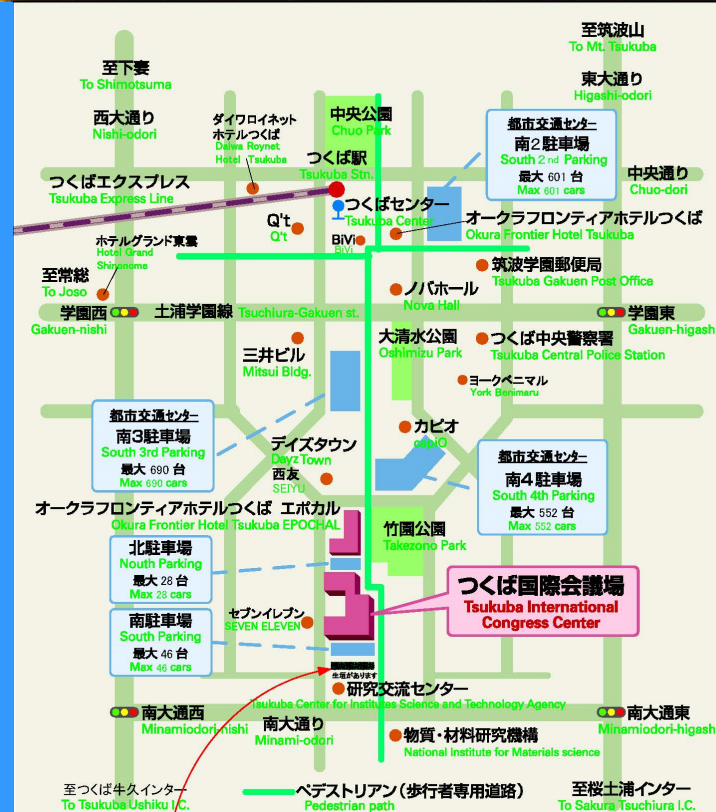 至筑波山
To Mt. Tsukuba
至下妻
To Shimotsuma
東大通り
Higashi-odori
西大通り
Nishi-odori
ダイワロイネット
ホテルつくば
Daiwa Roynet
Hotel Tsukuba
中央公園
Chuo Park
都市交通センター
南2駐車場
South 2nd Parking
最大 601 台
Max 601 cars
つくば駅
Tsukuba Stn.
中央通り
Chuo-dori
つくばエクスプレス
Tsukuba Express Line
つくばセンター
Tsukuba Center
Q't
Q't
オークラフロンティアホテルつくば
Okura Frontier Hotel Tsukuba
BiVi
BiVi
ホテルグランド東雲
Hotel Grand
Shinonome
筑波学園郵便局
Tsukuba Gakuen Post Office
至常総
To Joso
ノバホール
Nova Hall
学園西
Gakuen-nishi
土浦学園線 Tsuchiura-Gakuen st.
学園東
Gakuen-higash
三井ビル
Mitsui Bldg.
大清水公園
Oshimizu Park
つくば中央警察署
Tsukuba Central Police Station
ヨークベニマル
York Benimaru
都市交通センター
南3駐車場
South 3rd Parking
最大 690 台
Max 690 cars
カピオ
capiO
デイズタウン
Dayz Town
西友
SEIYU
都市交通センター
南4駐車場
South 4th Parking
最大 552 台
Max 552 cars
オークラフロンティアホテルつくば エポカル
Okura Frontier Hotel Tsukuba EPOCHAL
竹園公園
Takezono Park
北駐車場
Nouth Parking
最大 28 台
Max 28 cars
つくば国際会議場
Tsukuba International
Congress Center
セブンイレブン
SEVEN ELEVEN
南駐車場
South Parking
最大 46 台
Max 46 cars
生垣があります
研究交流センター
Tsukuba Center for Institutes Science and Technology Agency
南大通西
Minamiodori-nishi
南大通り
Minami-odori
南大通東
Minamiodori-higash
物質・材料研究機構
National Institute for Materials science
至つくば牛久インター
To Tsukuba Ushiku I.C.
ペデストリアン（歩行者専用道路）
Pedestrian path
至桜土浦インター
To Sakura Tsuchiura I.C.